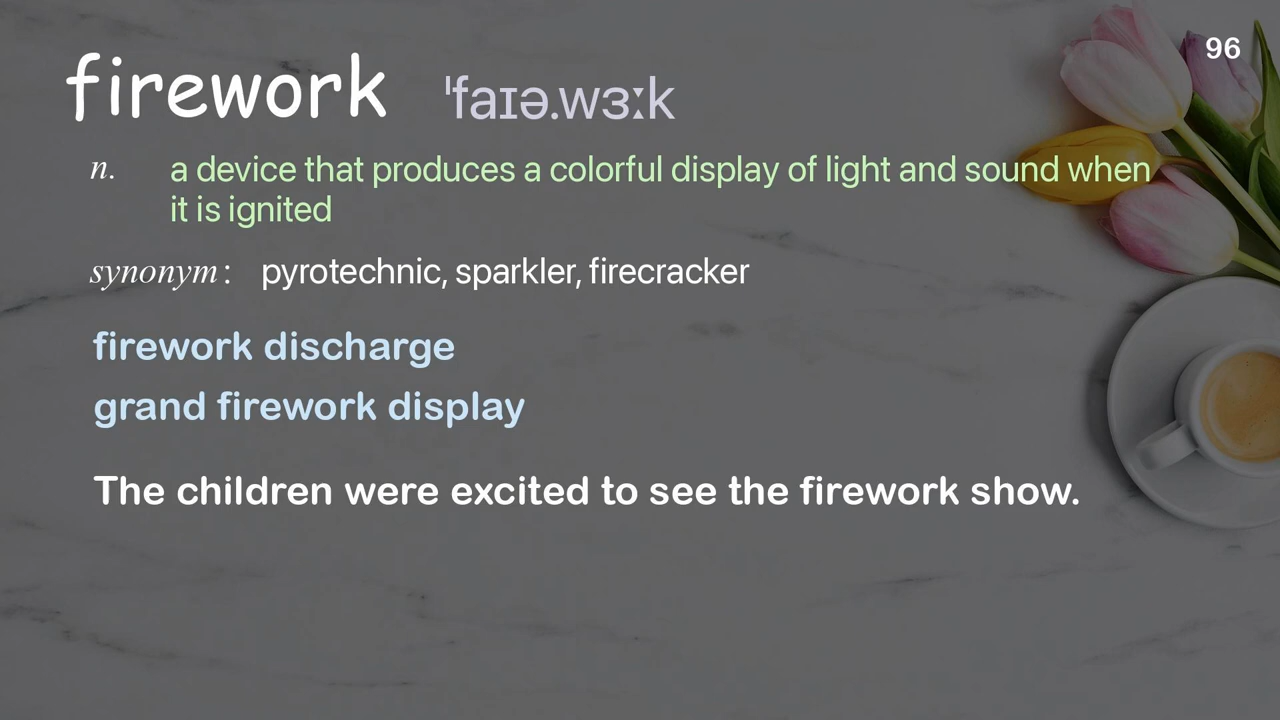 96
firework ˈfaɪə.wɜːk
n. a device that produces a colorful display of light and sound when
it is ignited
synonym: pyrotechnic, sparkler, firecracker
firework discharge
grand firework display
The children were excited to see the firework show.